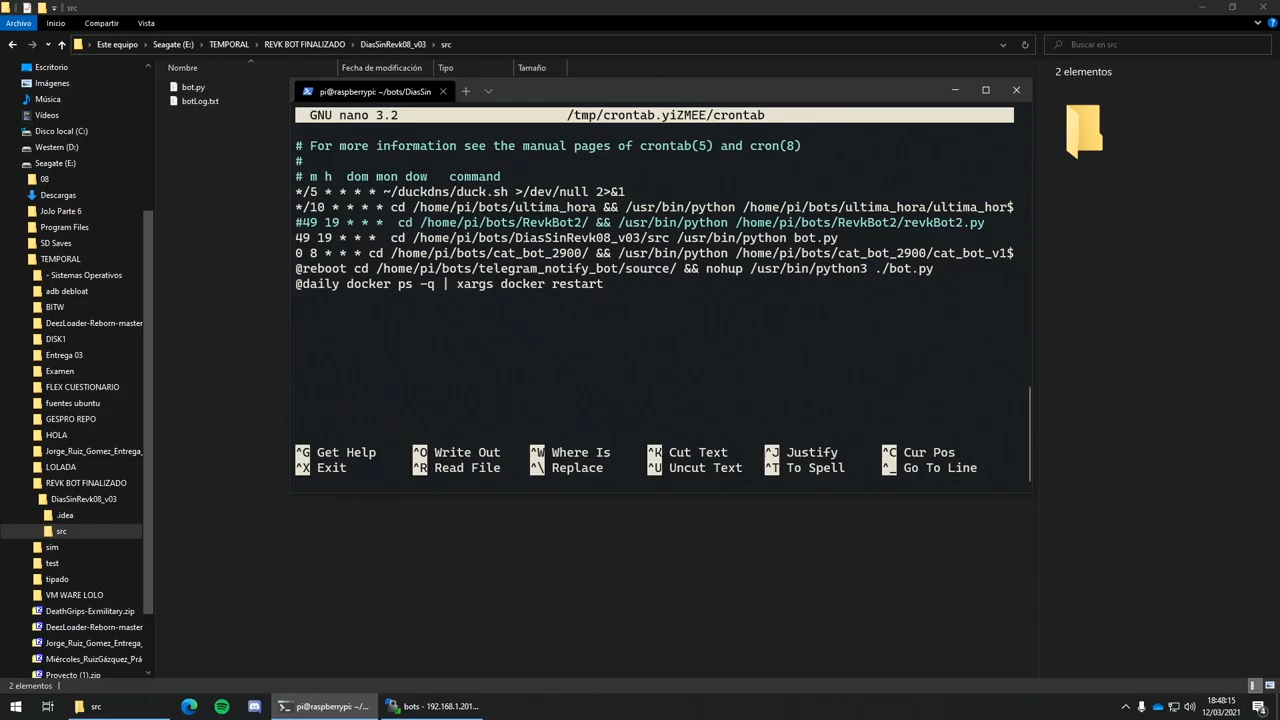 src
Archivo Inicio Compartir Vista
Este equipo Seagate (E:) TEMPORAL REVK BOT FINALIZADO DiasSinRevk08_v03 src
Buscar en src
Escritorio
Imágenes
Música
Vídeos
Disco local (C:)
Western (D:)
Seagate (E:)
08
Descargas
JoJo Parte 6
Program Files
SD Saves
TEMPORAL
- Sistemas Operativos
adb debloat
BITW
DeezLoader-Reborn-master
DISK1
Entrega 03
Examen
FLEX CUESTIONARIO
fuentes ubuntu
GESPRO REPO
HOLA
Jorge_Ruiz_Gomez_Entrega_
LOLADA
REVK BOT FINALIZADO
DiasSinRevk08_v03
.idea
src
sim
test
tipado
VM WARE LOLO
DeathGrips-Exmilitary.zip
DeezLoader-Reborn-master
Jorge_Ruiz_Gomez_Entrega_
Miércoles_RuizGázquez_Prá
Proyecto (1).zip
Nombre Fecha de modificación Tipo Tamaño
bot.py
botLog.txt
2 elementos
pi@raspberrypi: ~/bots/DiasSin
GNU nano 3.2 /tmp/crontab.yiZMEE/crontab
# For more information see the manual pages of crontab(5) and cron(8)
#
# m h  dom mon dow   command
*/5 * * * * ~/duckdns/duck.sh >/dev/null 2>&1
*/10 * * * * cd /home/pi/bots/ultima_hora && /usr/bin/python /home/pi/bots/ultima_hora/ultima_hor$
#49 19 * * *  cd /home/pi/bots/RevkBot2/ && /usr/bin/python /home/pi/bots/RevkBot2/revkBot2.py
49 19 * * *  cd /home/pi/bots/DiasSinRevk08_v03/src /usr/bin/python bot.py
0 8 * * * cd /home/pi/bots/cat_bot_2900/ && /usr/bin/python /home/pi/bots/cat_bot_2900/cat_bot_v1$
@reboot cd /home/pi/bots/telegram_notify_bot/source/ && nohup /usr/bin/python3 ./bot.py
@daily docker ps -q | xargs docker restart
^G Get Help ^O Write Out ^W Where Is ^K Cut Text ^J Justify ^C Cur Pos
^X Exit ^R Read File ^\ Replace ^U Uncut Text ^T To Spell ^_ Go To Line
2 elementos
src
pi@raspberrypi: ~/...
bots - 192.168.1.201...
18:48:15
12/03/2021
4